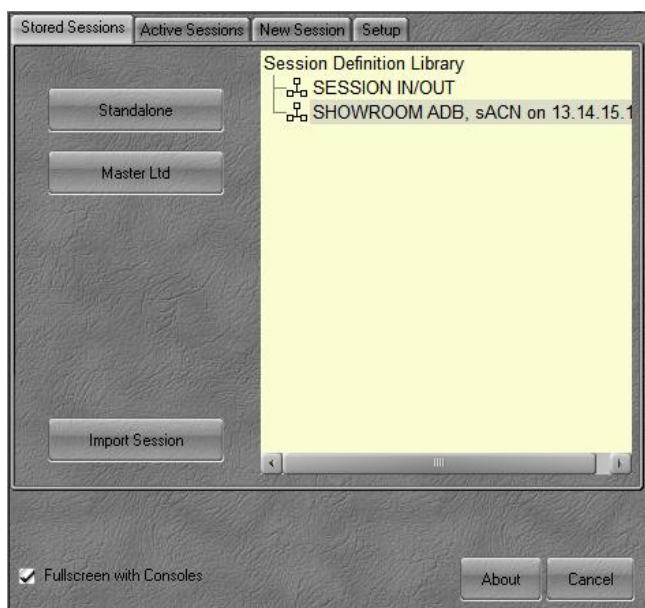 Stored Sessions
Active Sessions
New Session
Setup
Session Definition Library
SESSION IN/OUT
SHOWROOM ADB, sACN on 13.14.15.1
Standalone
Master Ltd
Import Session
Fullscreen with Consoles
About
Cancel